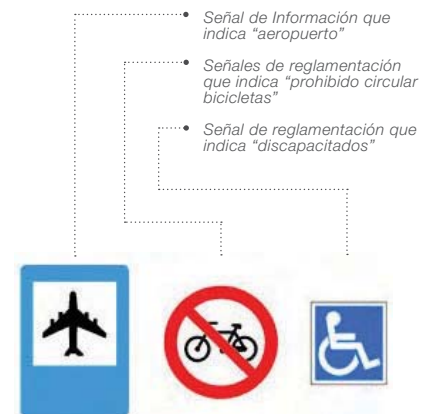 Señal de Información que
indica “aeropuerto”
Señales de reglamentación
que indica “prohibido circular
bicicletas”
Señal de reglamentación que
indica “discapacitados”